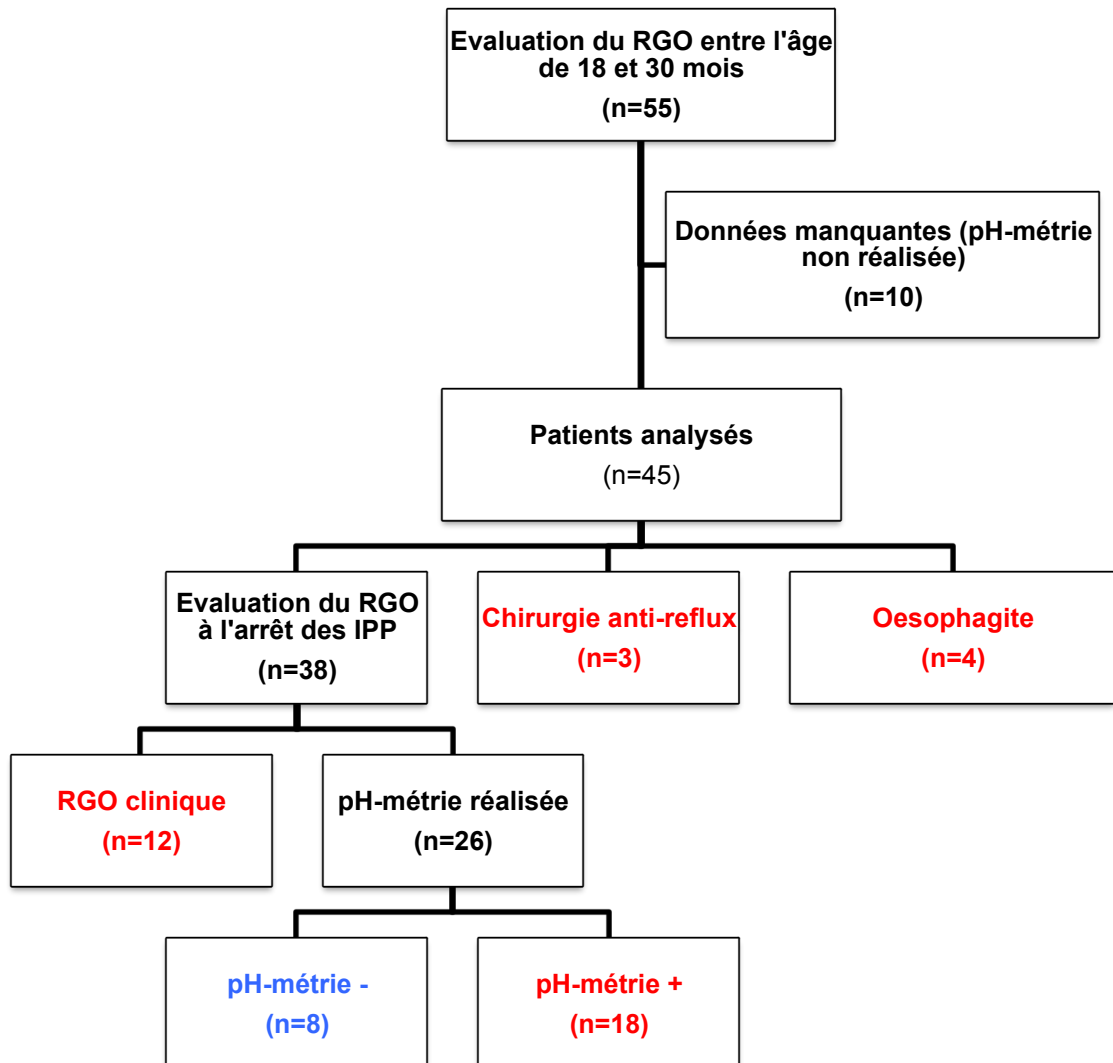 Evaluation du RGO entre l'âge
de 18 et 30 mois
(n=55)
Données manquantes (pH-métrie
non réalisée)
(n=10)
Patients analysés
(n=45)
Evaluation du RGO
à l'arrêt des IPP
(n=38)
Chirurgie anti-reflux
(n=3)
Oesophagite
(n=4)
RGO clinique
(n=12)
pH-métrie réalisée
(n=26)
pH-métrie -
(n=8)
pH-métrie +
(n=18)